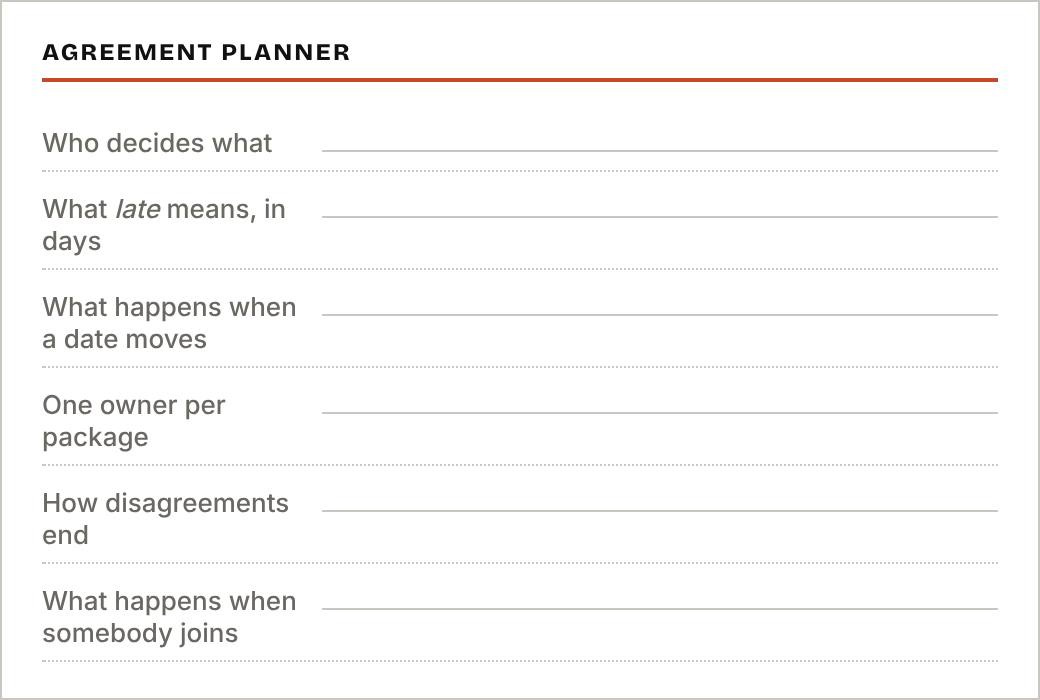 AGREEMENT PLANNER
Who decides what
What late means, in
days
What happens when
a date moves
One owner per
package
How disagreements
end
What happens when
somebody joins